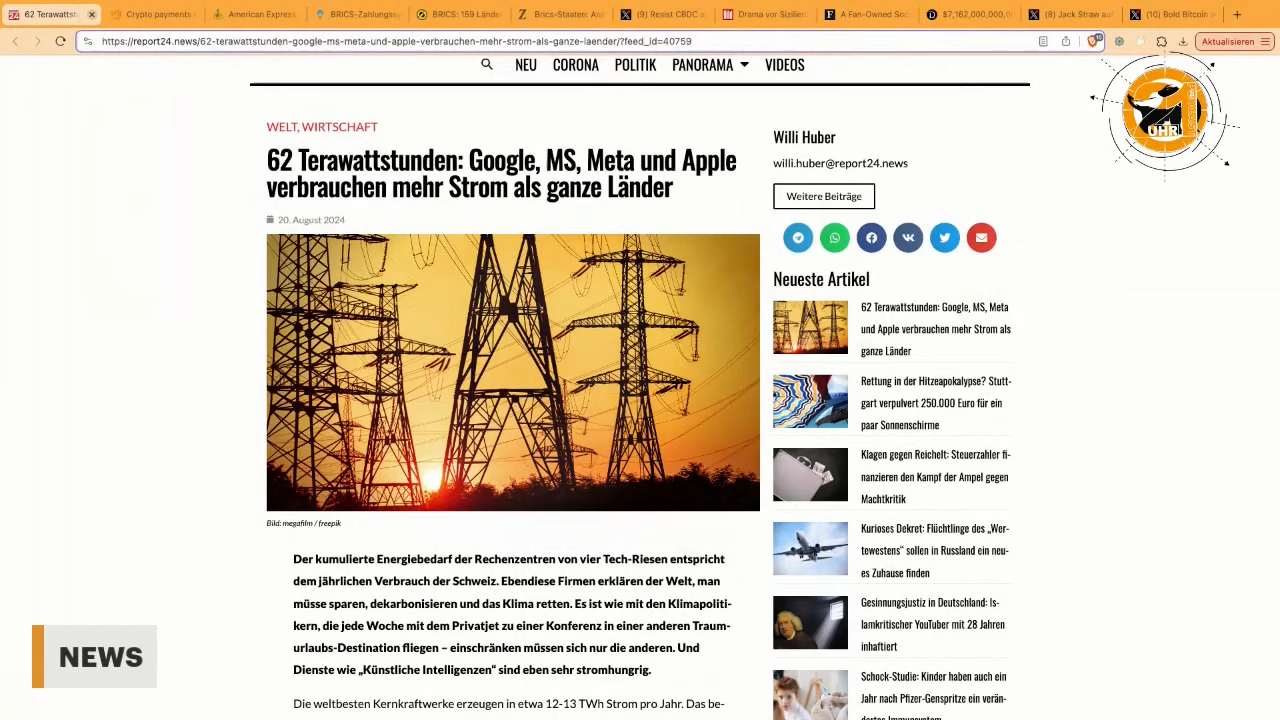 62 Terawattst
Crypto payments
American Express
BRICS-Zahlungss
BRICS: 159 Lände
Brics-Staaten: Ass
(9) Resist CBDC a
Drama vor Sizilien
A Fan-Owned Soc
$7,162,000,000,0
(8) Jack Straw au
(10) Bold Bitcoin
https://report24.news/62-terawattstunden-google-ms-meta-und-apple-verbrauchen-mehr-strom-als-ganze-laender/?feed_id=40759
Aktualisieren
NEU CORONA POLITIK PANORAMA VIDEOS
UHR
WELT, WIRTSCHAFT
62 Terawattstunden: Google, MS, Meta und Apple
verbrauchen mehr Strom als ganze Länder
20. August 2024
Bild: megafilm / freepik
Der kumulierte Energiebedarf der Rechenzentren von vier Tech-Riesen entspricht
dem jährlichen Verbrauch der Schweiz. Ebendiese Firmen erklären der Welt, man
müsse sparen, dekarbonisieren und das Klima retten. Es ist wie mit den Klimapoliti-
kern, die jede Woche mit dem Privatjet zu einer Konferenz in einer anderen Traum-
urlaubs-Destination fliegen – einschränken müssen sich nur die anderen. Und
Dienste wie „Künstliche Intelligenzen“ sind eben sehr stromhungrig.
Die weltbesten Kernkraftwerke erzeugen in etwa 12-13 TWh Strom pro Jahr. Das be-
Willi Huber
willi.huber@report24.news
Weitere Beiträge
Neueste Artikel
62 Terawattstunden: Google, MS, Meta
und Apple verbrauchen mehr Strom als
ganze Länder
Rettung in der Hitzeapokalypse? Stutt-
gart verpulvert 250.000 Euro für ein
paar Sonnenschirme
Klagen gegen Reichelt: Steuerzahler fi-
nanzieren den Kampf der Ampel gegen
Machtkritik
Kurioses Dekret: Flüchtlinge des „Wer-
tewestens“ sollen in Russland ein neu-
es Zuhause finden
Gesinnungsjustiz in Deutschland: Is-
lamkritischer YouTuber mit 28 Jahren
inhaftiert
Schock-Studie: Kinder haben auch ein
Jahr nach Pfizer-Genspritze ein verän-
dertes Immunsystem
NEWS